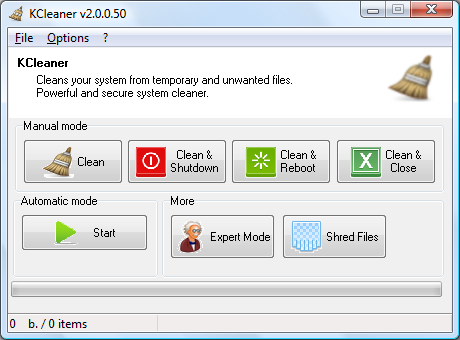 KCleaner v2.0.0.50
File Options ?
KCleaner
Cleans your system from temporary and unwanted files.
Powerful and secure system cleaner.
Manual mode
Clean
Clean &
Shutdown
Clean &
Reboot
Clean &
Close
Automatic mode
Start
More
Expert Mode
Shred Files
0 b. / 0 items